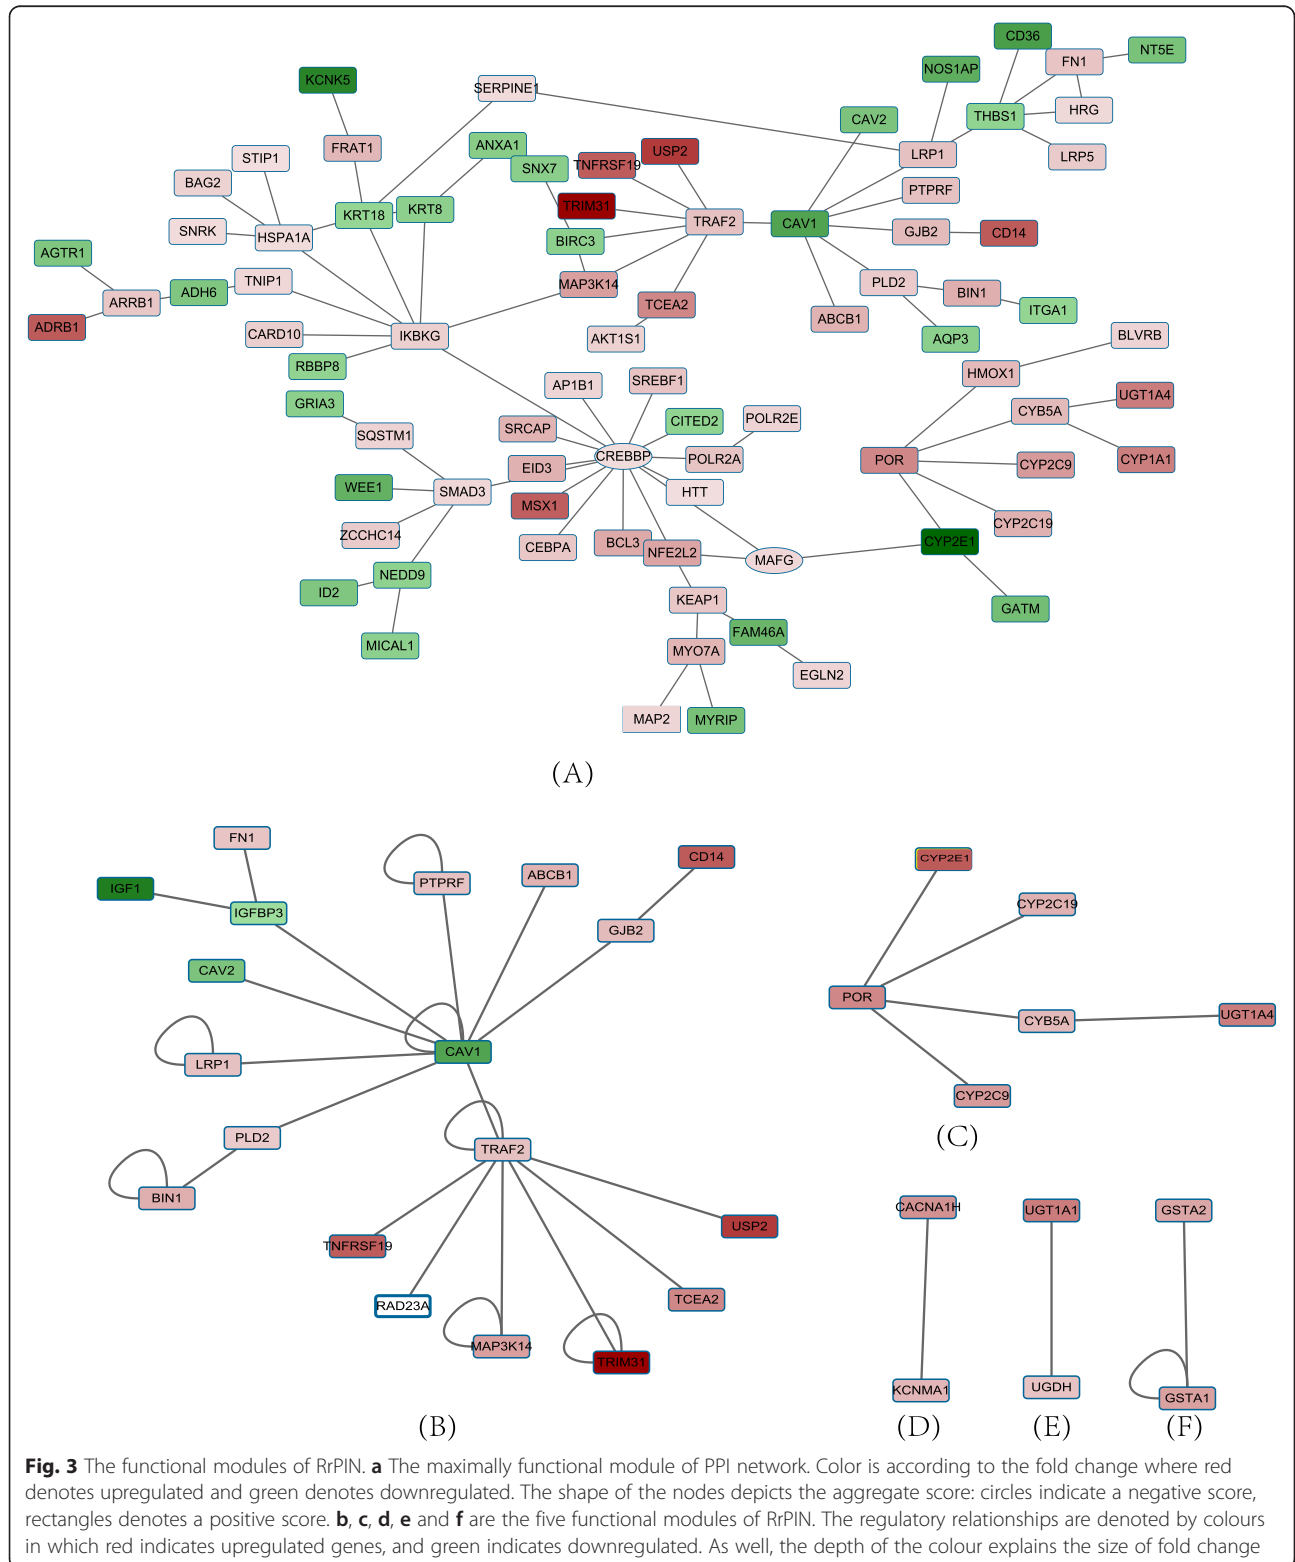 CD36
NT5E
FN1
NOS1AP
KCNK5
SERPINE1
HRG
THBS1
CAV2
FRAT1
ANXA1
USP2
LRP1
LRP5
STIP1
SNX7
TNFRSF19
BAG2
PTPRF
TRIM31
KRT18
KRT8
TRAF2
CAV1
SNRK
HSPA1A
BIRC3
GJB2
CD14
AGTR1
TNIP1
MAP3K14
PLD2
ADH6
BIN1
ARRB1
TCEA2
ITGA1
ADRB1
ABCB1
CARD10
IKBKG
AKT1S1
AQP3
BLVRB
RBBP8
HMOX1
AP1B1
SREBF1
UGT1A4
GRIA3
CYB5A
CITED2
POLR2E
SRCAP
SQSTM1
CREBBP
POLR2A
POR
CYP2C9
CYP1A1
EID3
WEE1
SMAD3
HTT
MSX1
CYP2C19
ZCCHC14
CEBPA
BCL3
NFE2L2
CYP2E1
MAFG
NEDD9
ID2
KEAP1
GATM
FAM46A
MICAL1
MYO7A
EGLN2
MAP2
MYRIP
(A)
FN1
CD14
CYP2E1
IGF1
PTPRF
ABCB1
IGFBP3
CYP2C19
GJB2
CAV2
POR
CYB5A
UGT1A4
CAV1
LRP1
CYP2C9
PLD2
(C)
TRAF2
BIN1
CACNA1H
UGT1A1
GSTA2
USP2
TNFRSF19
TCEA2
RAD23A
MAP3K14
TRIM31
KCNMA1
UGDH
GSTA1
(B)
(D)
(E)
(F)
Fig. 3 The functional modules of RrPIN. a The maximally functional module of PPI network. Color is according to the fold change where red
denotes upregulated and green denotes downregulated. The shape of the nodes depicts the aggregate score: circles indicate a negative score,
rectangles denotes a positive score. b, c, d, e and f are the five functional modules of RrPIN. The regulatory relationships are denoted by colours
in which red indicates upregulated genes, and green indicates downregulated. As well, the depth of the colour explains the size of fold change